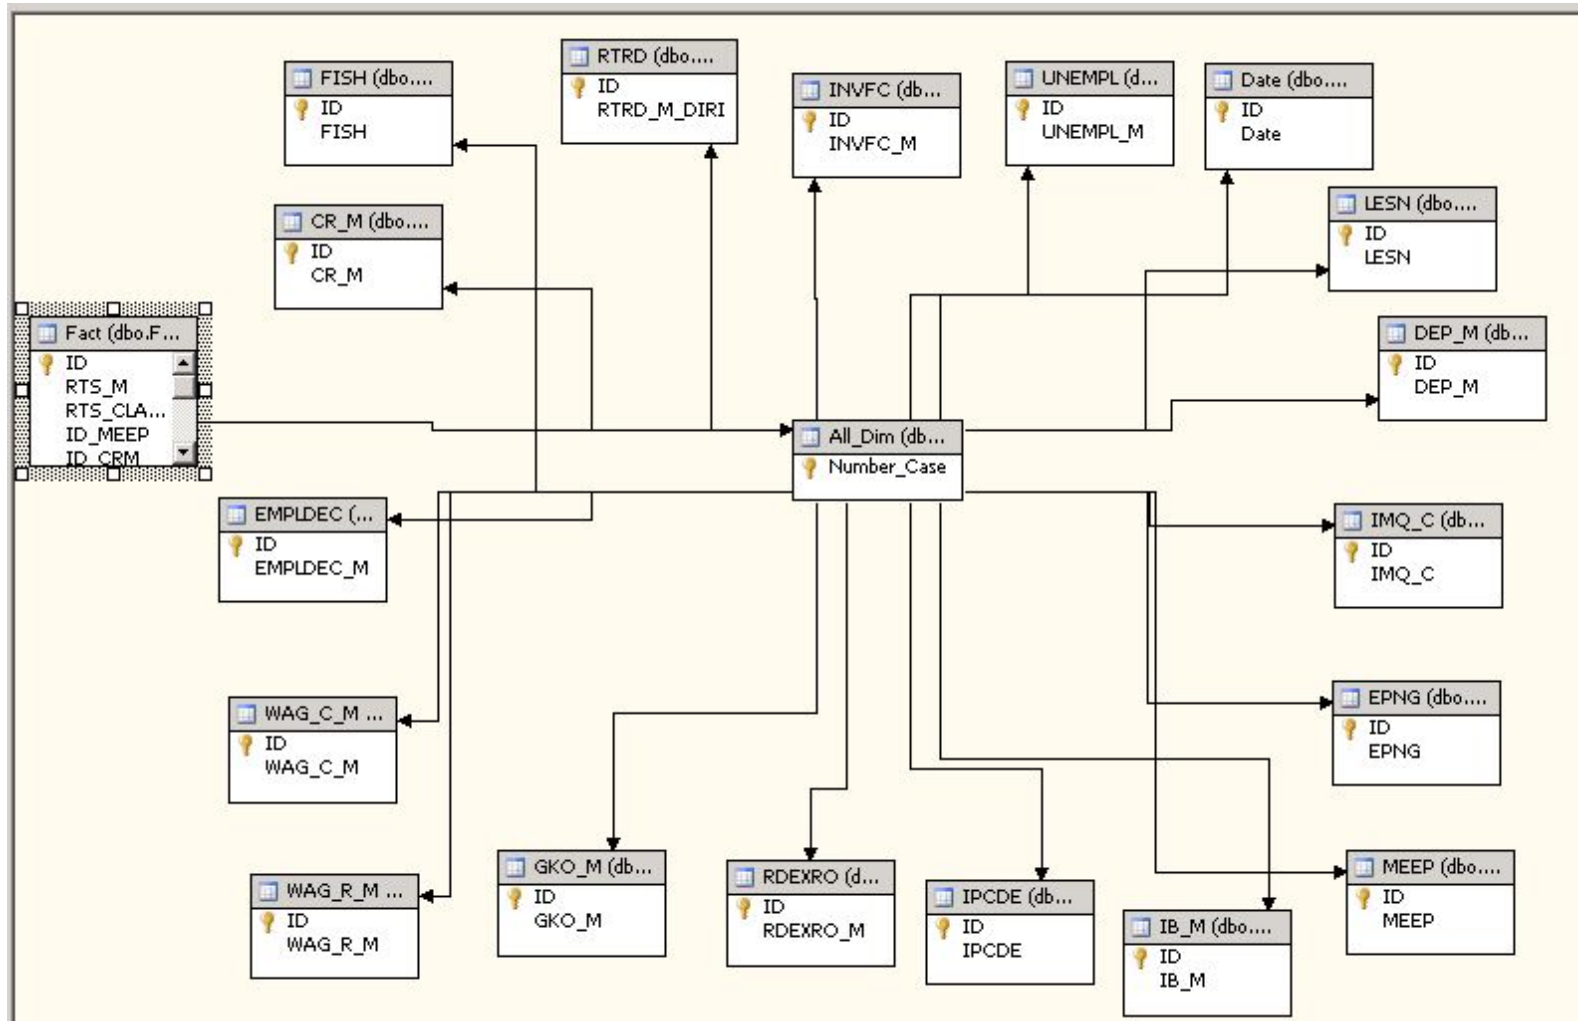 FISH (dbo....
ID
FISH
RTRD (dbo....
ID
RTRD_M_DIRI
INVFC (db...
ID
INVFC_M
UNEMPL (d...
ID
UNEMPL_M
Date (dbo....
ID
Date
CR_M (dbo....
ID
CR_M
LESN (dbo....
ID
LESN
Fact (dbo.F...
ID
RTS_M
RTS_CLA...
ID_MEEP
ID_CRM
DEP_M (db...
ID
DEP_M
All_Dim (db...
Number_Case
EMPLDEC (...
ID
EMPLDEC_M
IMQ_C (db...
ID
IMQ_C
WAG_C_M ...
ID
WAG_C_M
EPNG (dbo....
ID
EPNG
WAG_R_M ...
ID
WAG_R_M
GKO_M (db...
ID
GKO_M
RDEXRO (d...
ID
RDEXRO_M
IPCDE (db...
ID
IPCDE
IB_M (dbo....
ID
IB_M
MEEP (dbo....
ID
MEEP